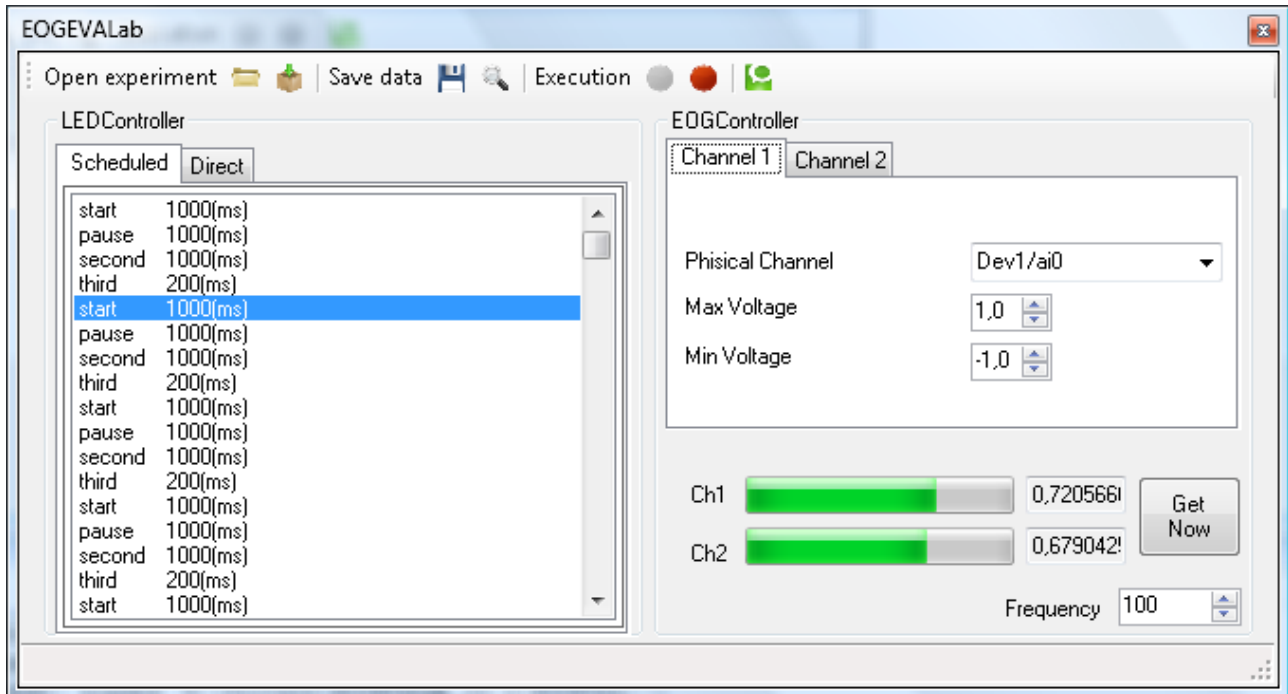 EOGEVALab
Open experiment Save data Execution
LEDController
Scheduled Direct
start 1000(ms)
pause 1000(ms)
second 1000(ms)
third 200(ms)
start 1000(ms)
pause 1000(ms)
second 1000(ms)
third 200(ms)
start 1000(ms)
pause 1000(ms)
second 1000(ms)
third 200(ms)
start 1000(ms)
pause 1000(ms)
second 1000(ms)
third 200(ms)
start 1000(ms)
EOGController
Channel 1 Channel 2
Phisical Channel Dev1/ai0
Max Voltage 1,0
Min Voltage -1,0
Ch1 0,720566
Ch2 0,679042
Get
Now
Frequency 100